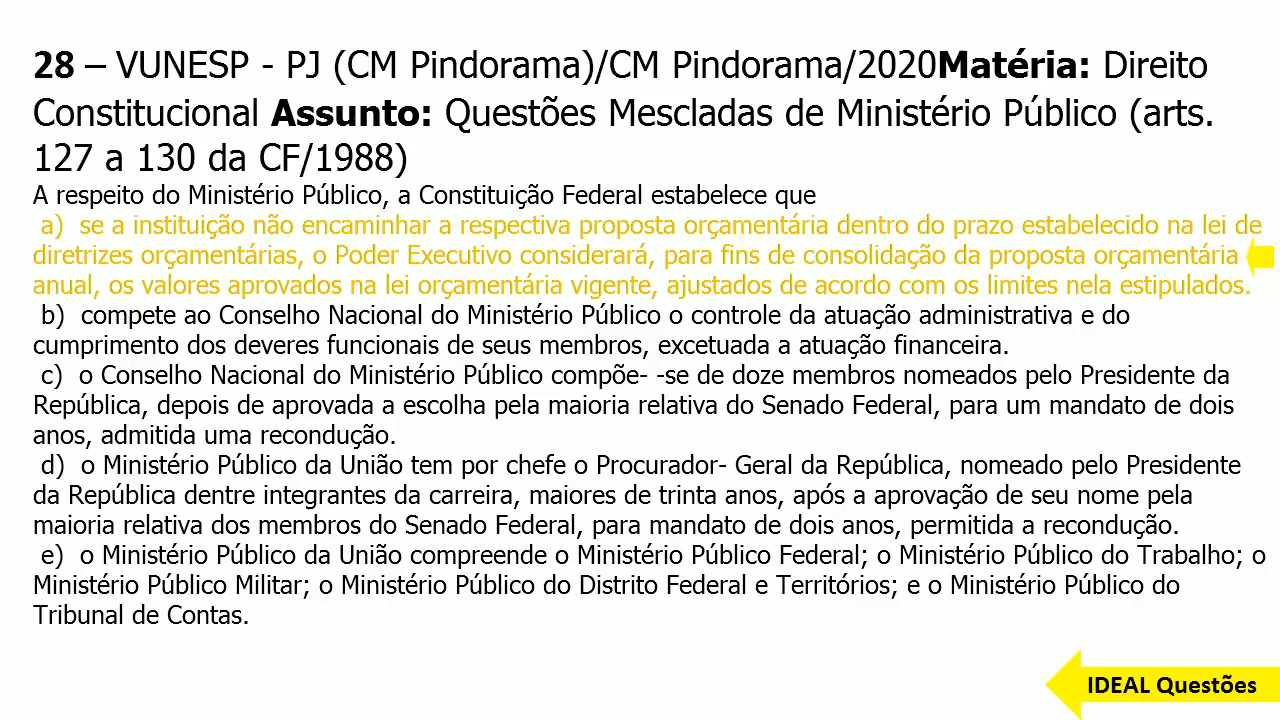 28 – VUNESP - PJ (CM Pindorama)/CM Pindorama/2020Matéria: Direito
Constitucional Assunto: Questões Mescladas de Ministério Público (arts.
127 a 130 da CF/1988)
A respeito do Ministério Público, a Constituição Federal estabelece que
a) se a instituição não encaminhar a respectiva proposta orçamentária dentro do prazo estabelecido na lei de
diretrizes orçamentárias, o Poder Executivo considerará, para fins de consolidação da proposta orçamentária
anual, os valores aprovados na lei orçamentária vigente, ajustados de acordo com os limites nela estipulados.
b) compete ao Conselho Nacional do Ministério Público o controle da atuação administrativa e do
cumprimento dos deveres funcionais de seus membros, excetuada a atuação financeira.
c) o Conselho Nacional do Ministério Público compõe- -se de doze membros nomeados pelo Presidente da
República, depois de aprovada a escolha pela maioria relativa do Senado Federal, para um mandato de dois
anos, admitida uma recondução.
d) o Ministério Público da União tem por chefe o Procurador- Geral da República, nomeado pelo Presidente
da República dentre integrantes da carreira, maiores de trinta anos, após a aprovação de seu nome pela
maioria relativa dos membros do Senado Federal, para mandato de dois anos, permitida a recondução.
e) o Ministério Público da União compreende o Ministério Público Federal; o Ministério Público do Trabalho; o
Ministério Público Militar; o Ministério Público do Distrito Federal e Territórios; e o Ministério Público do
Tribunal de Contas.
IDEAL Questões